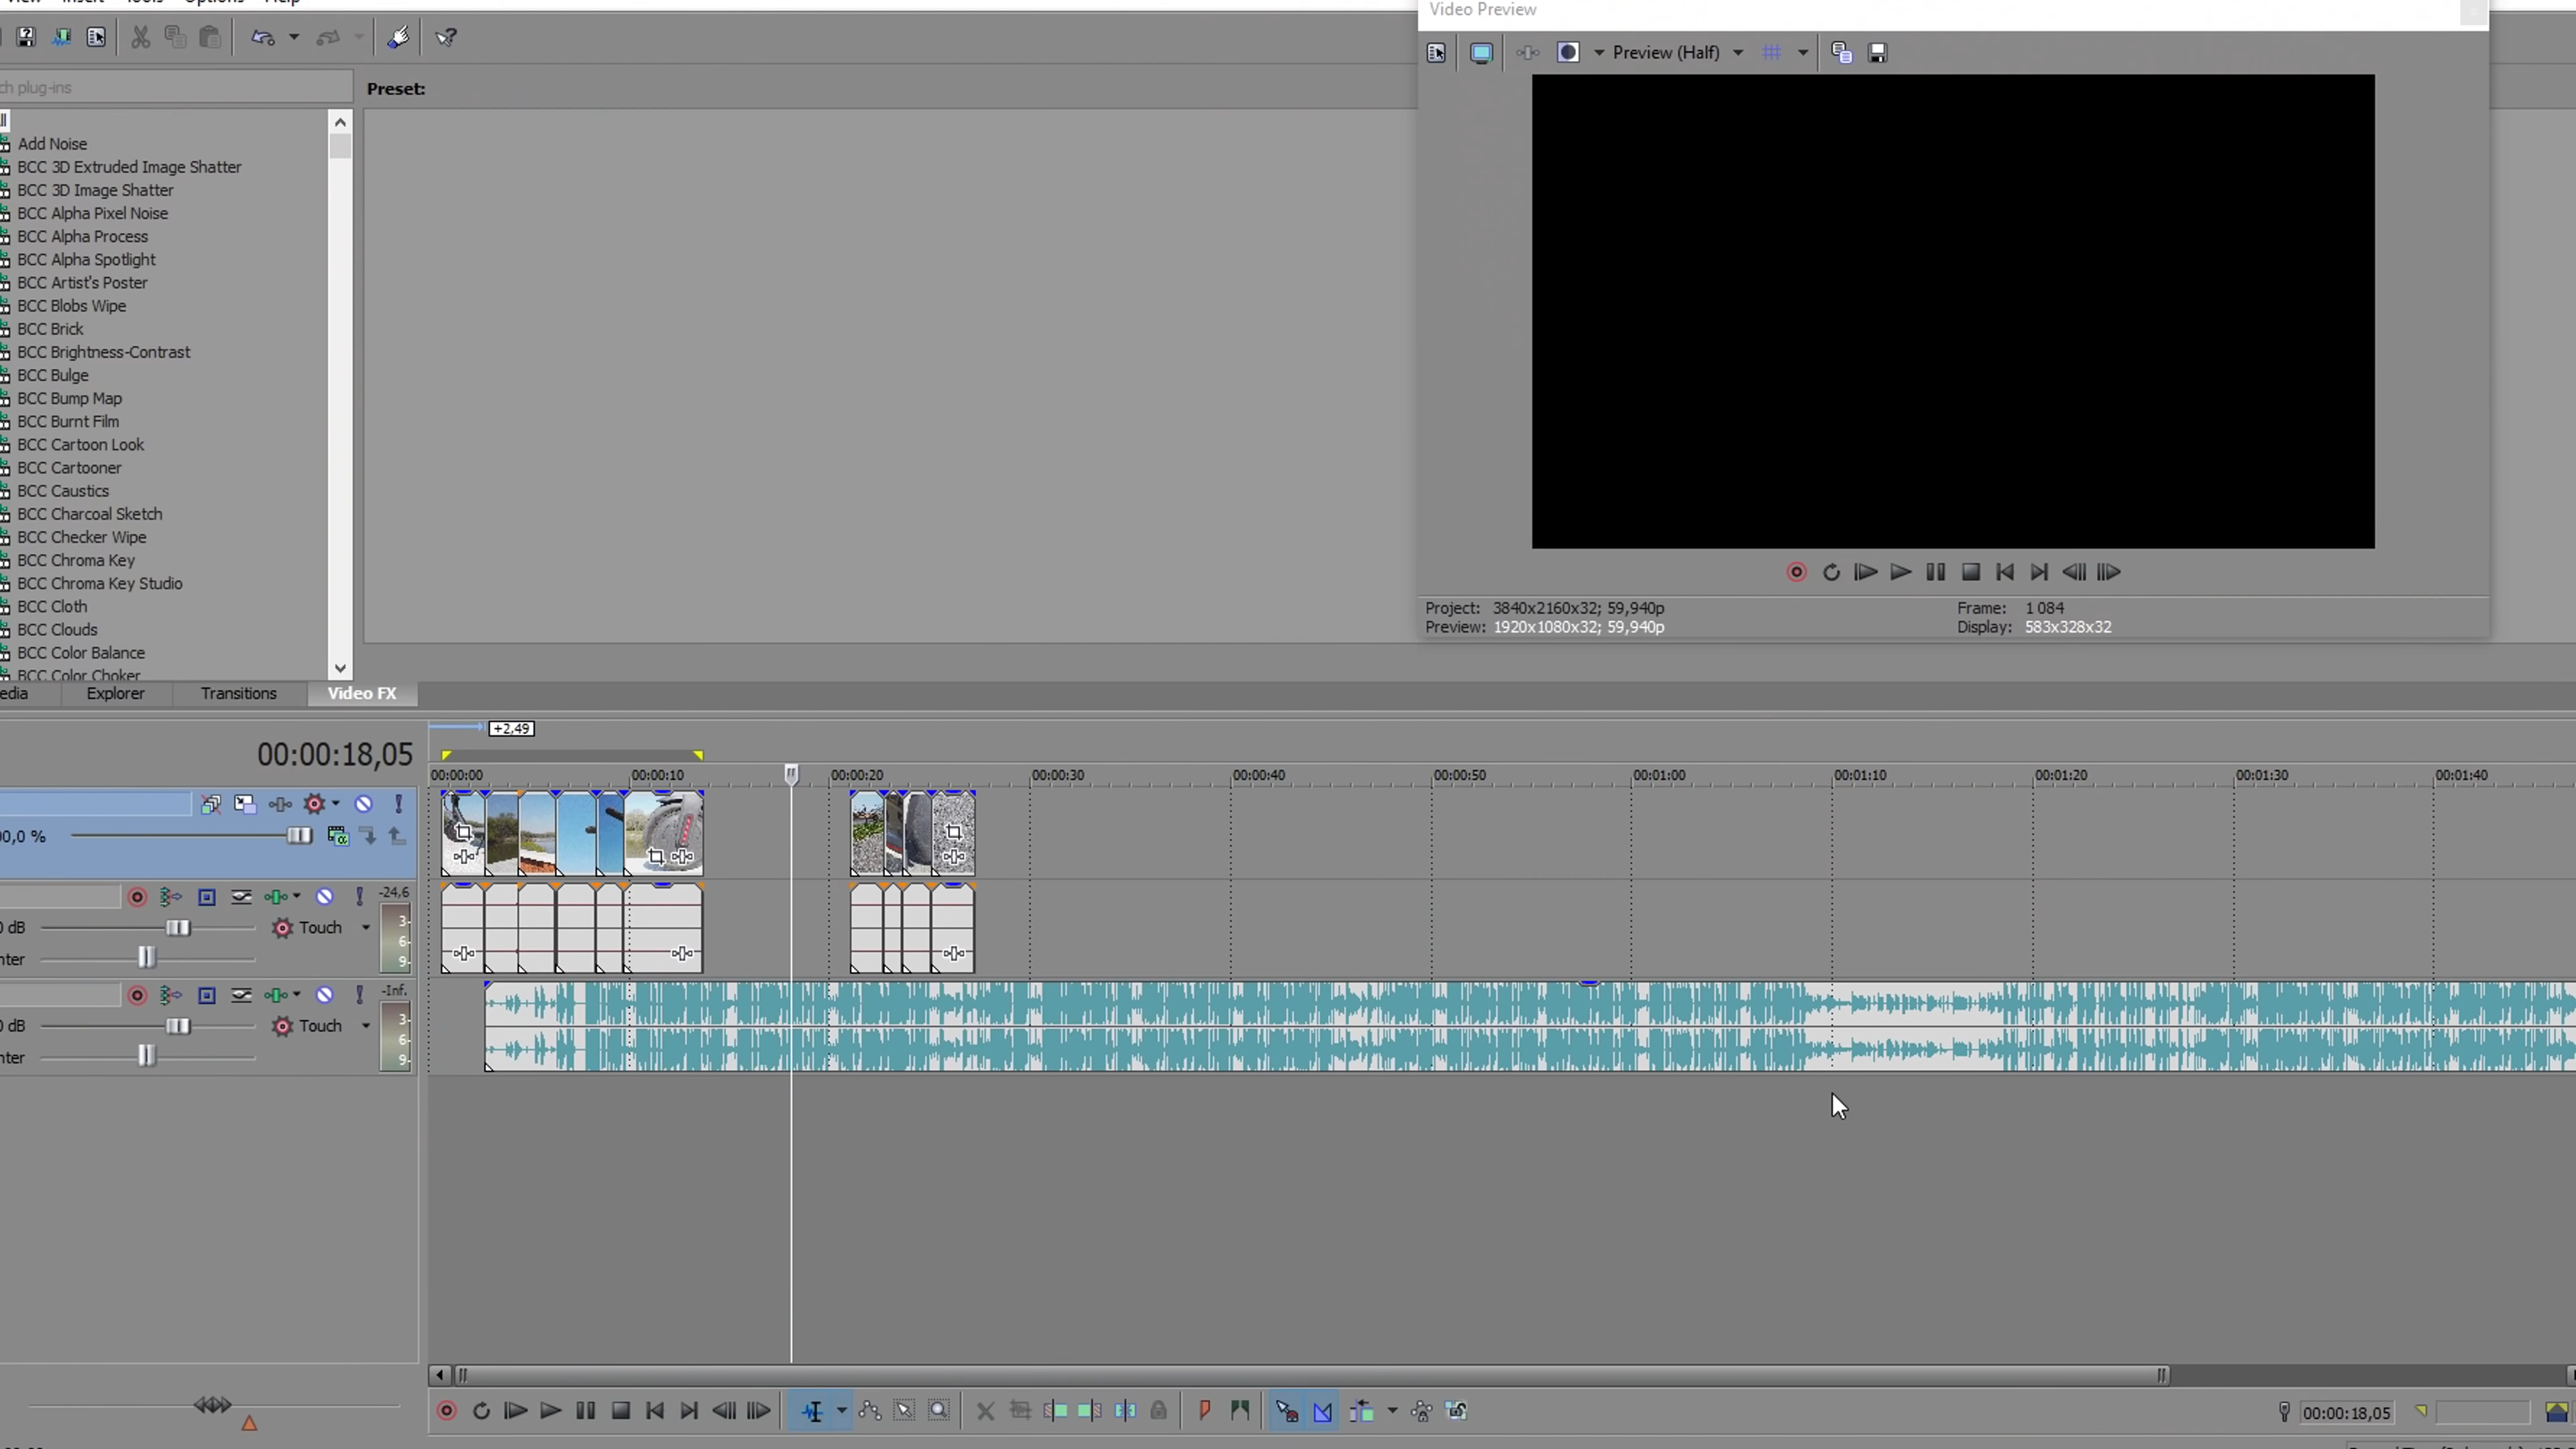 View Insert Tools Options Help
Video Preview
Preview (Half)
ch plug-ins
Preset:
ll
Add Noise
BCC 3D Extruded Image Shatter
BCC 3D Image Shatter
BCC Alpha Pixel Noise
BCC Alpha Process
BCC Alpha Spotlight
BCC Artist's Poster
BCC Blobs Wipe
BCC Brick
BCC Brightness-Contrast
BCC Bulge
BCC Bump Map
BCC Burnt Film
BCC Cartoon Look
BCC Cartooner
BCC Caustics
BCC Charcoal Sketch
BCC Checker Wipe
BCC Chroma Key
BCC Chroma Key Studio
BCC Cloth
BCC Clouds
BCC Color Balance
BCC Color Choker
Project: 3840x2160x32; 59,940p Frame: 1 084
Preview: 1920x1080x32; 59,940p Display: 583x328x32
edia Explorer Transitions Video FX
+2,49
00:00:18,05
00:00:00 00:00:10 00:00:20 00:00:30 00:00:40 00:00:50 00:01:00 00:01:10 00:01:20 00:01:30 00:01:40
00,0 %
-24,6
0 dB Touch 3-
6-
nter 9-
-Inf.
0 dB Touch 3-
6-
nter 9-
00:00:18,05